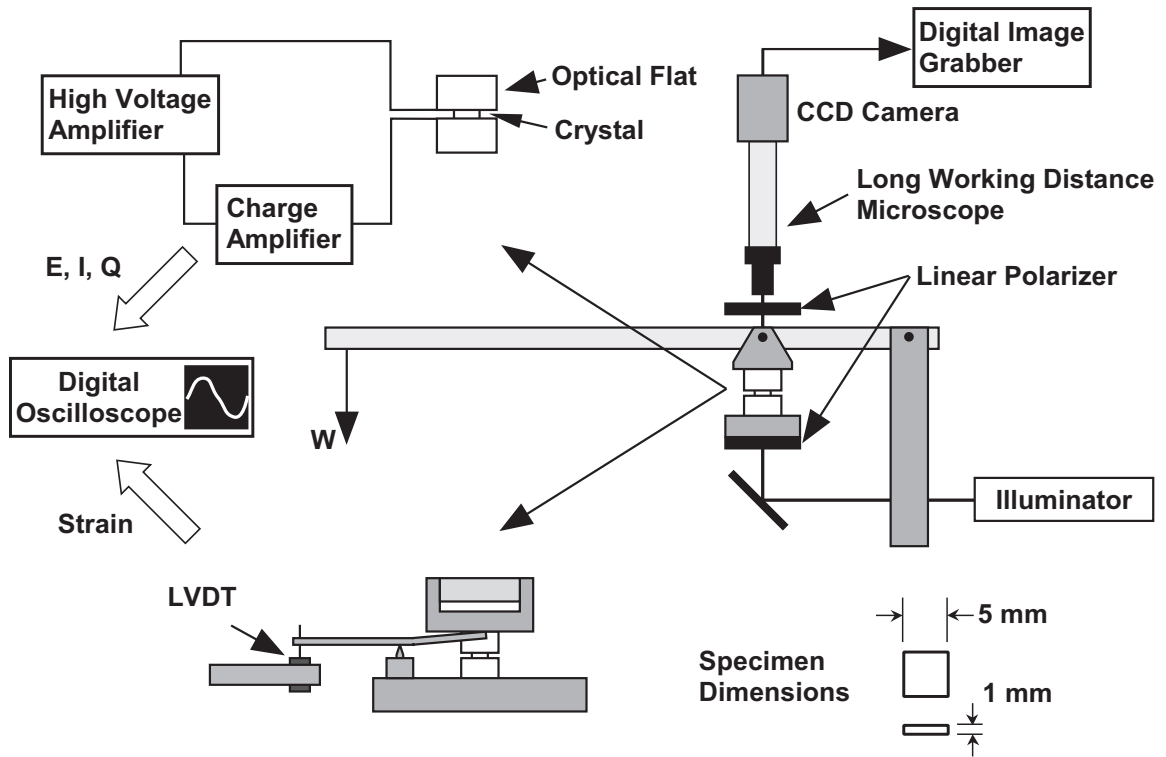 High Voltage
Amplifier
Optical Flat
Crystal
Charge
Amplifier
E, I, Q
Digital
Oscilloscope
Strain
Digital Image
Grabber
CCD Camera
Long Working Distance
Microscope
Linear Polarizer
W
Illuminator
LVDT
Specimen
Dimensions
5 mm
1 mm